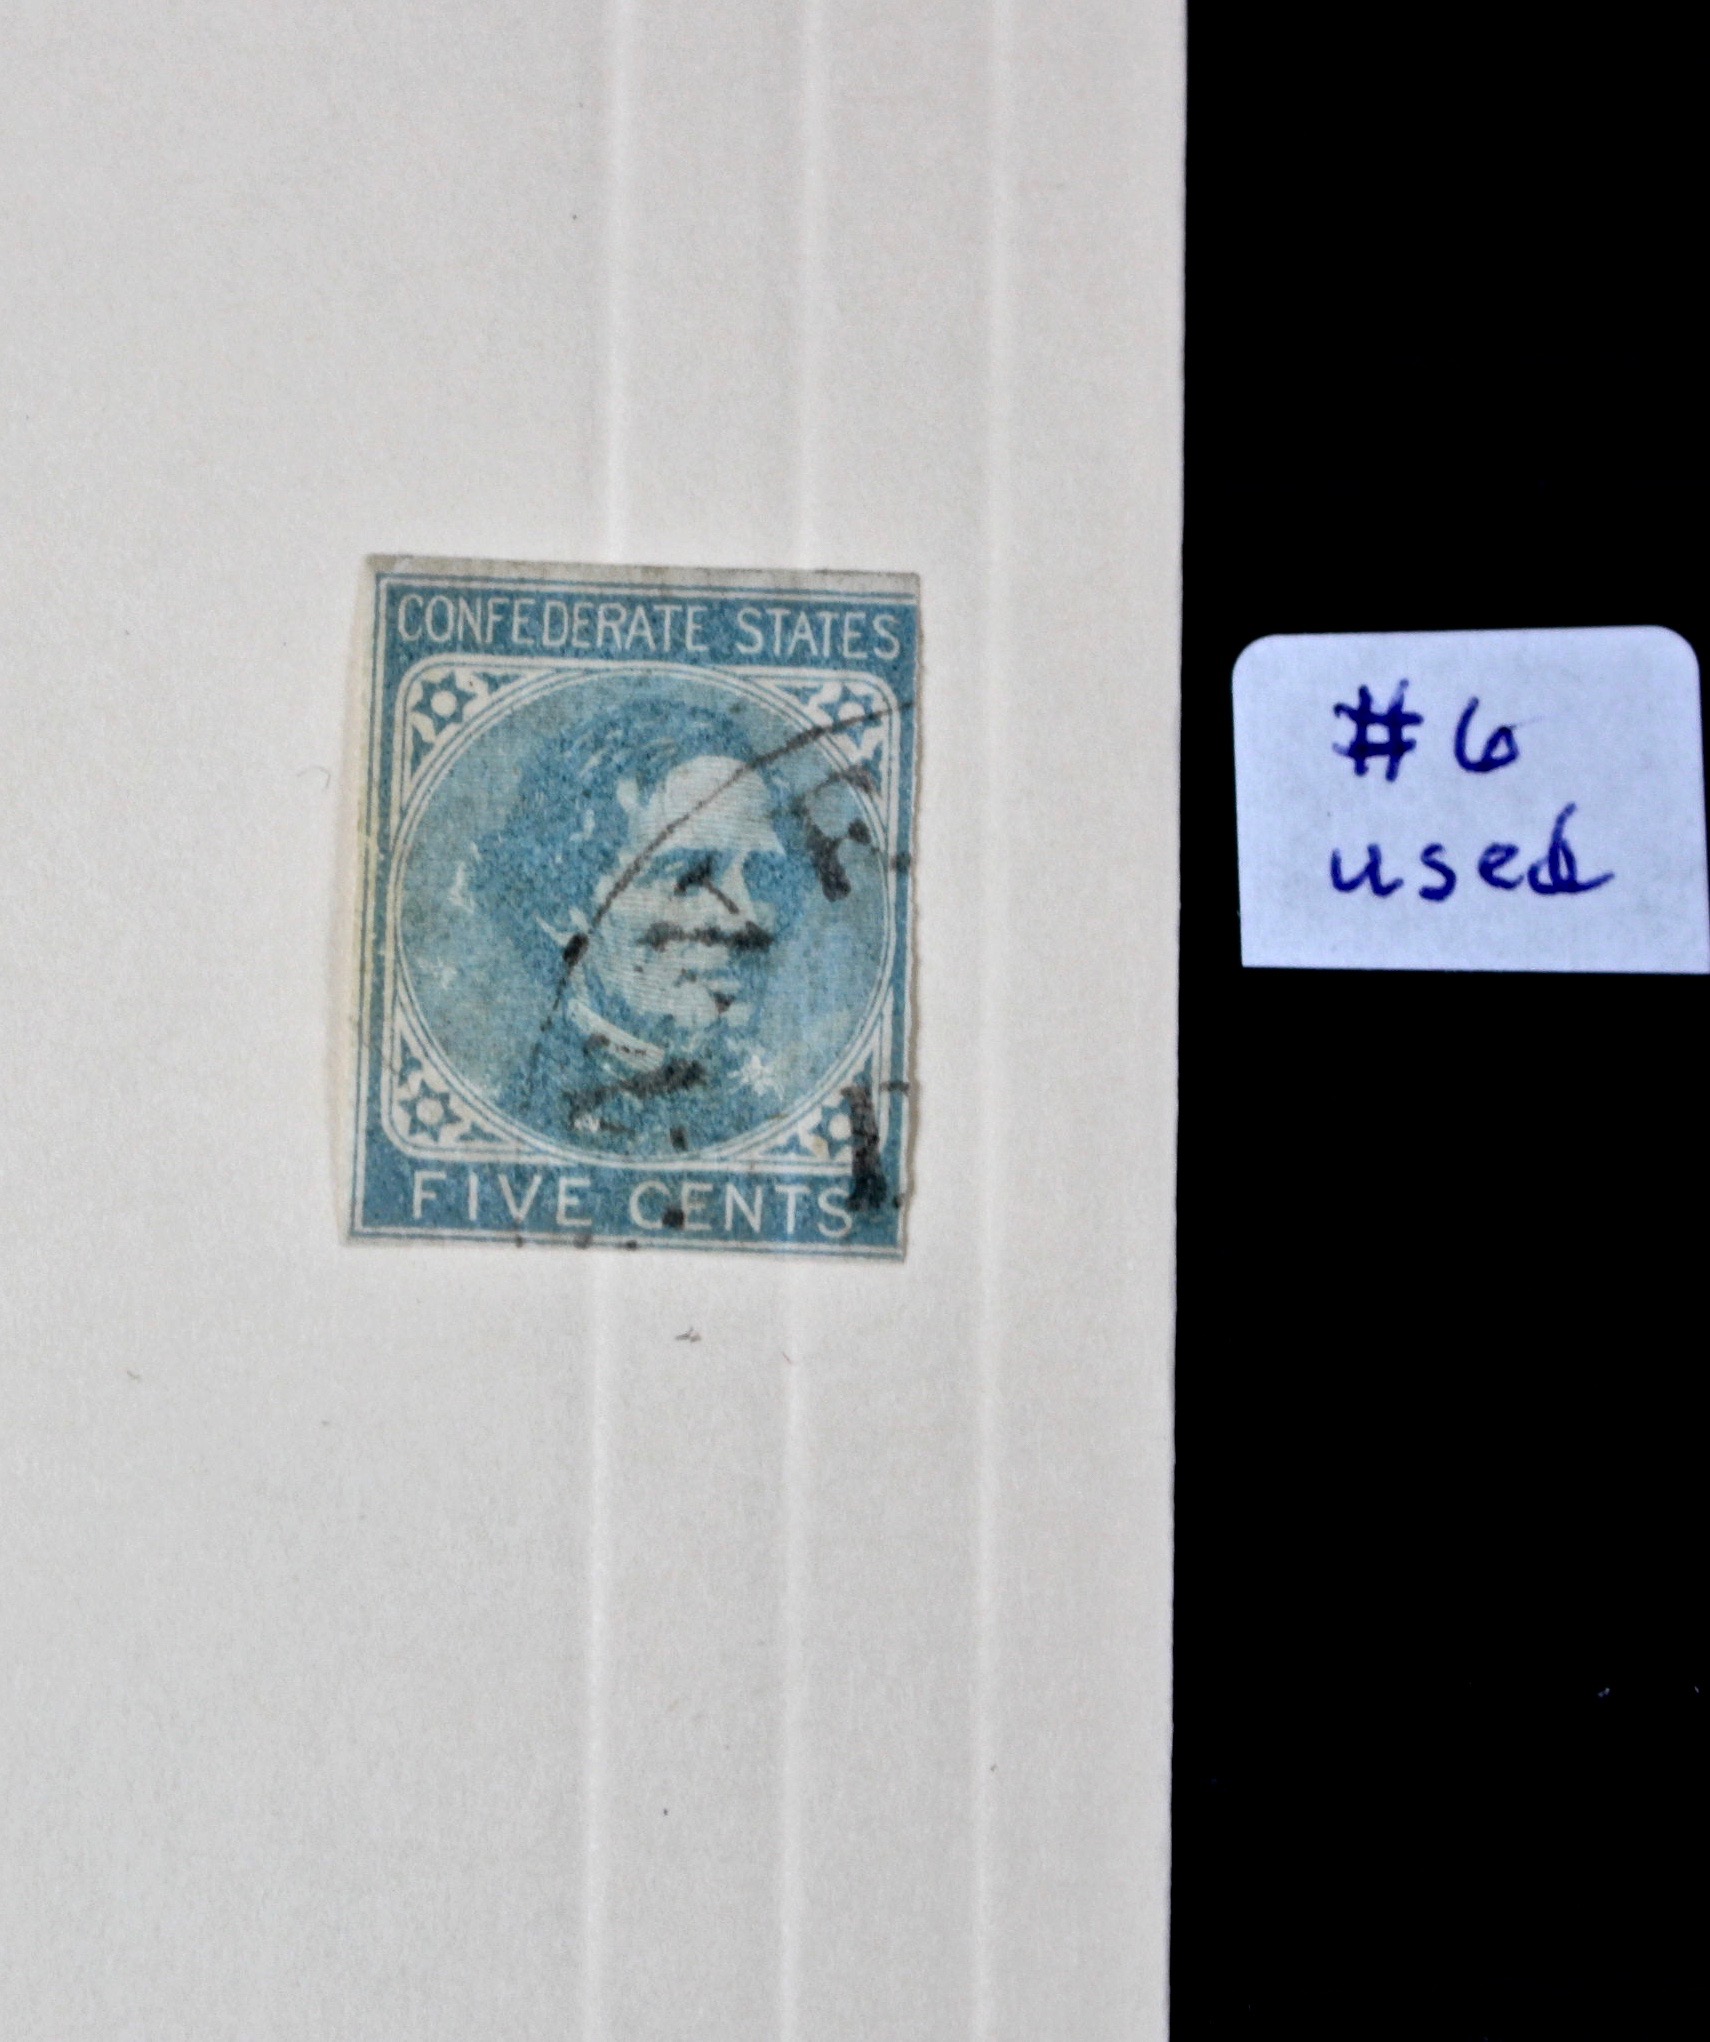 CONFEDERATE STATES
FIVE CENTS
#6
used